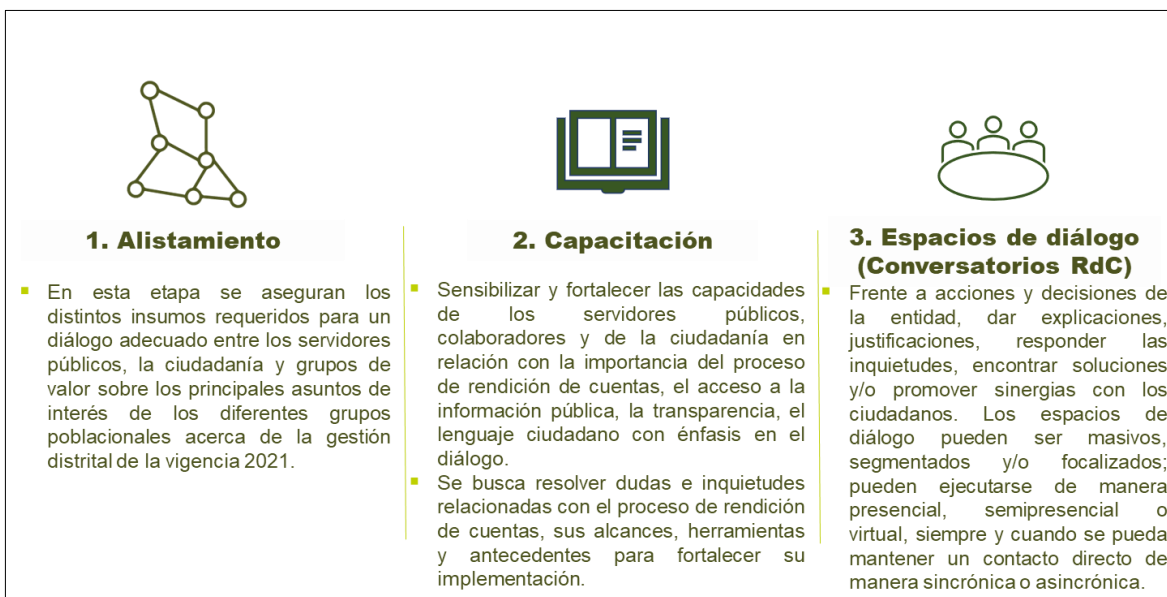 1. Alistamiento
En esta etapa se aseguran los
distintos insumos requeridos para un
diálogo adecuado entre los servidores
públicos, la ciudadanía y grupos de
valor sobre los principales asuntos de
interés de los diferentes grupos
poblacionales acerca de la gestión
distrital de la vigencia 2021.
2. Capacitación
Sensibilizar y fortalecer las capacidades
de los servidores públicos,
colaboradores y de la ciudadanía en
relación con la importancia del proceso
de rendición de cuentas, el acceso a la
información pública, la transparencia, el
lenguaje ciudadano con énfasis en el
diálogo.
Se busca resolver dudas e inquietudes
relacionadas con el proceso de rendición
de cuentas, sus alcances, herramientas
y antecedentes para fortalecer su
implementación.
3. Espacios de diálogo
(Conversatorios RdC)
Frente a acciones y decisiones de
la entidad, dar explicaciones,
justificaciones, responder las
inquietudes, encontrar soluciones
y/o promover sinergias con los
ciudadanos. Los espacios de
diálogo pueden ser masivos,
segmentados y/o focalizados;
pueden ejecutarse de manera
presencial, semipresencial o
virtual, siempre y cuando se pueda
mantener un contacto directo de
manera sincrónica o asincrónica.